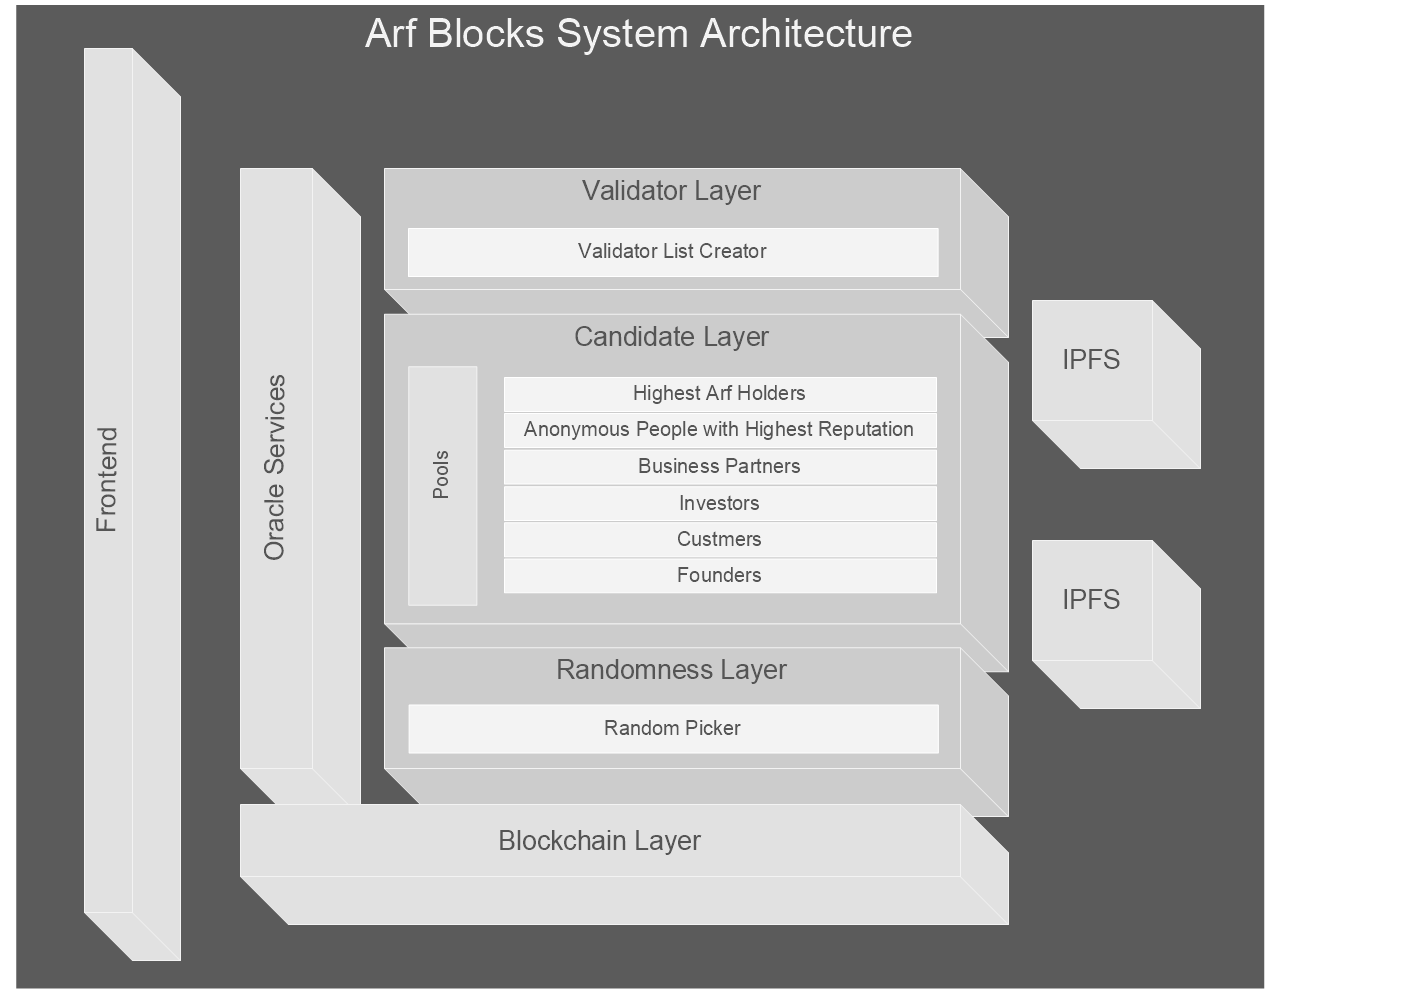 Arf Blocks System Architecture
Frontend
Oracle Services
Validator Layer
Validator List Creator
Candidate Layer
Pools
Highest Arf Holders
Anonymous People with Highest Reputation
Business Partners
Investors
Custmers
Founders
Randomness Layer
Random Picker
Blockchain Layer
IPFS
IPFS